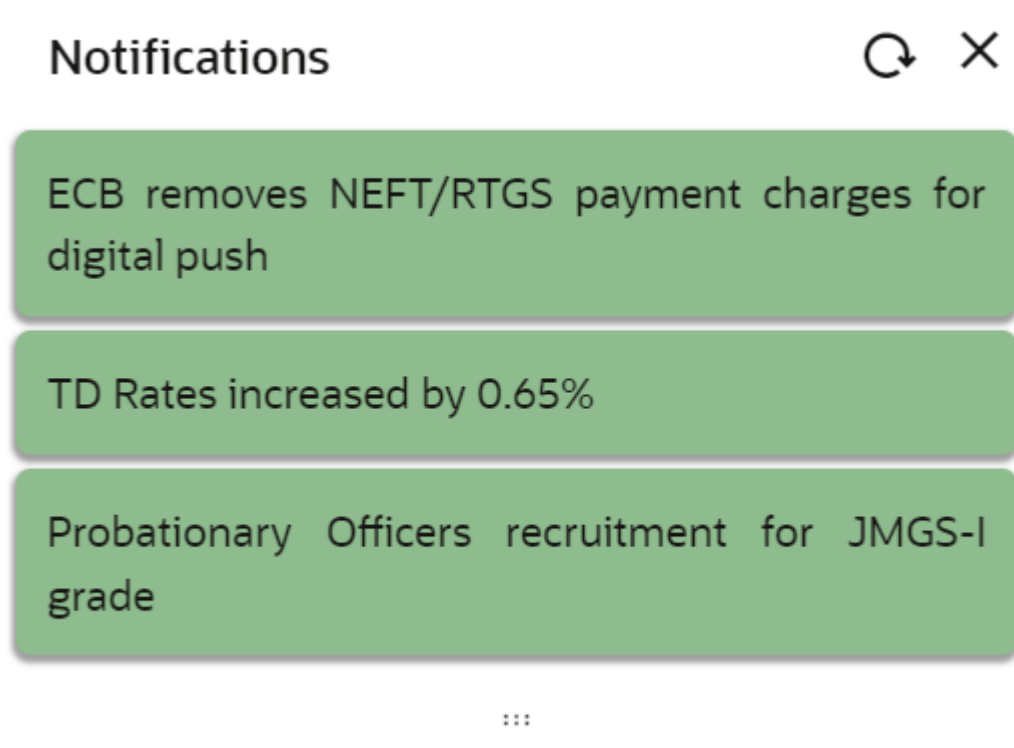 Notifications
ECB removes NEFT/RTGS payment charges for
digital push
TD Rates increased by 0.65%
Probationary Officers recruitment for JMGS-I
grade